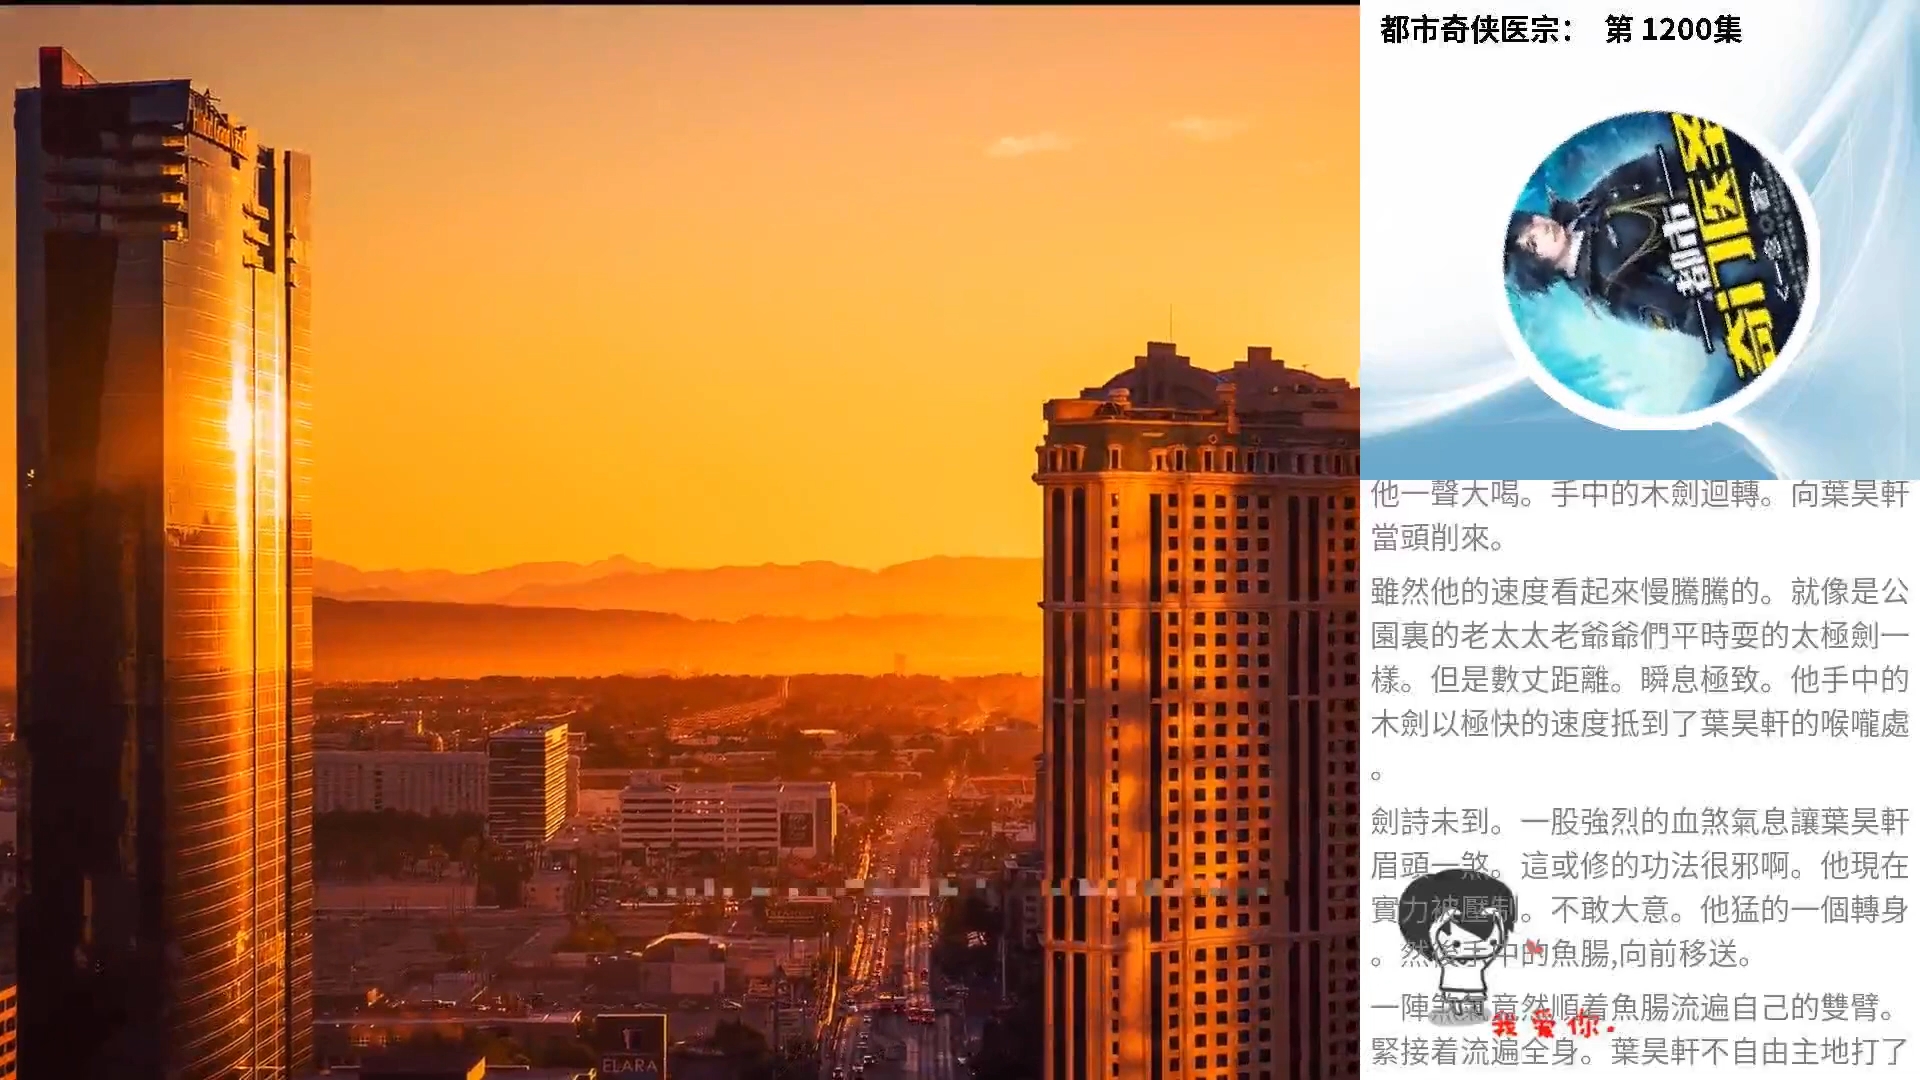 都市奇侠医宗： 第 1200集
都市
奇门医圣
他一聲大喝。手中的木劍迴轉。向葉昊軒
當頭削來。
雖然他的速度看起來慢騰騰的。就像是公
園裏的老太太老爺爺們平時耍的太極劍一
樣。但是數丈距離。瞬息極致。他手中的
木劍以極快的速度抵到了葉昊軒的喉嚨處
。
劍詩未到。一股強烈的血煞氣息讓葉昊軒
眉頭一煞。這或修的功法很邪啊。他現在
實力被壓制。不敢大意。他猛的一個轉身
。然後手中的魚腸,向前移送。
一陣 竟然順着魚腸流遍自己的雙臂。
我爱你.
緊接着流遍全身。葉昊軒不自由主地打了
ELARA